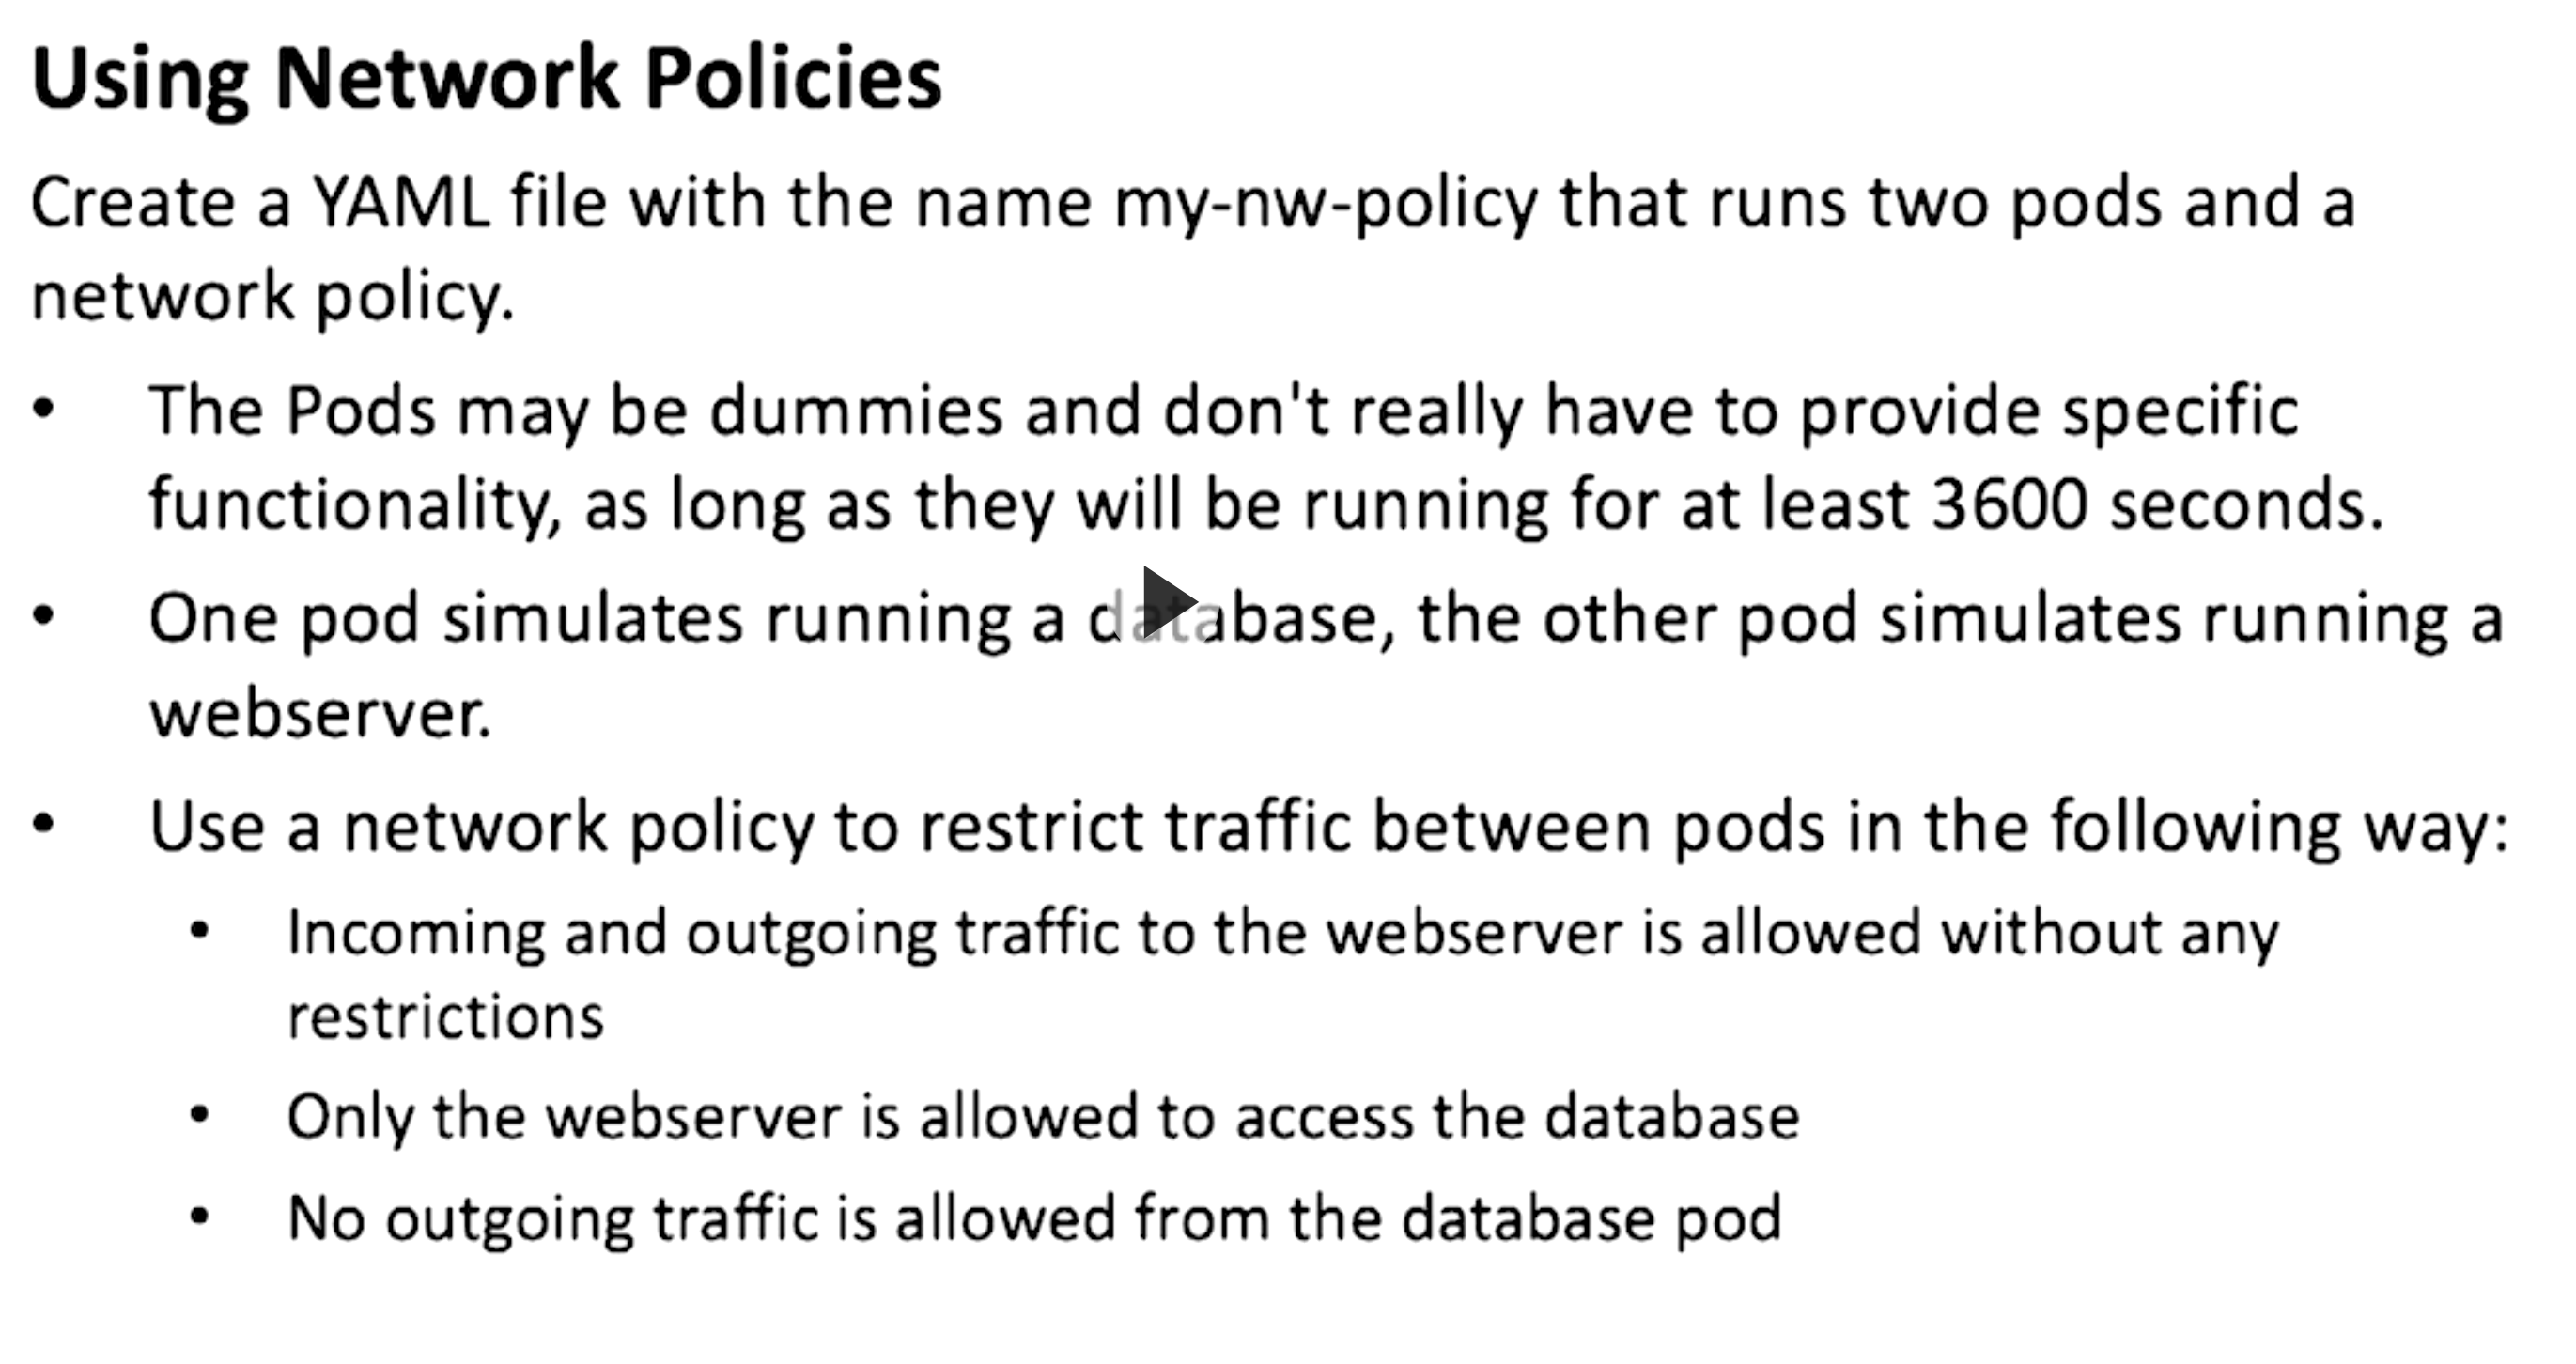 Using Network Policies
Create a YAML file with the name my-nw-policy that runs two pods and a
network policy.
• The Pods may be dummies and don't really have to provide specific
functionality, as long as they will be running for at least 3600 seconds.
• One pod simulates running a database, the other pod simulates running a
webserver.
• Use a network policy to restrict traffic between pods in the following way:
• Incoming and outgoing traffic to the webserver is allowed without any
restrictions
• Only the webserver is allowed to access the database
• No outgoing traffic is allowed from the database pod